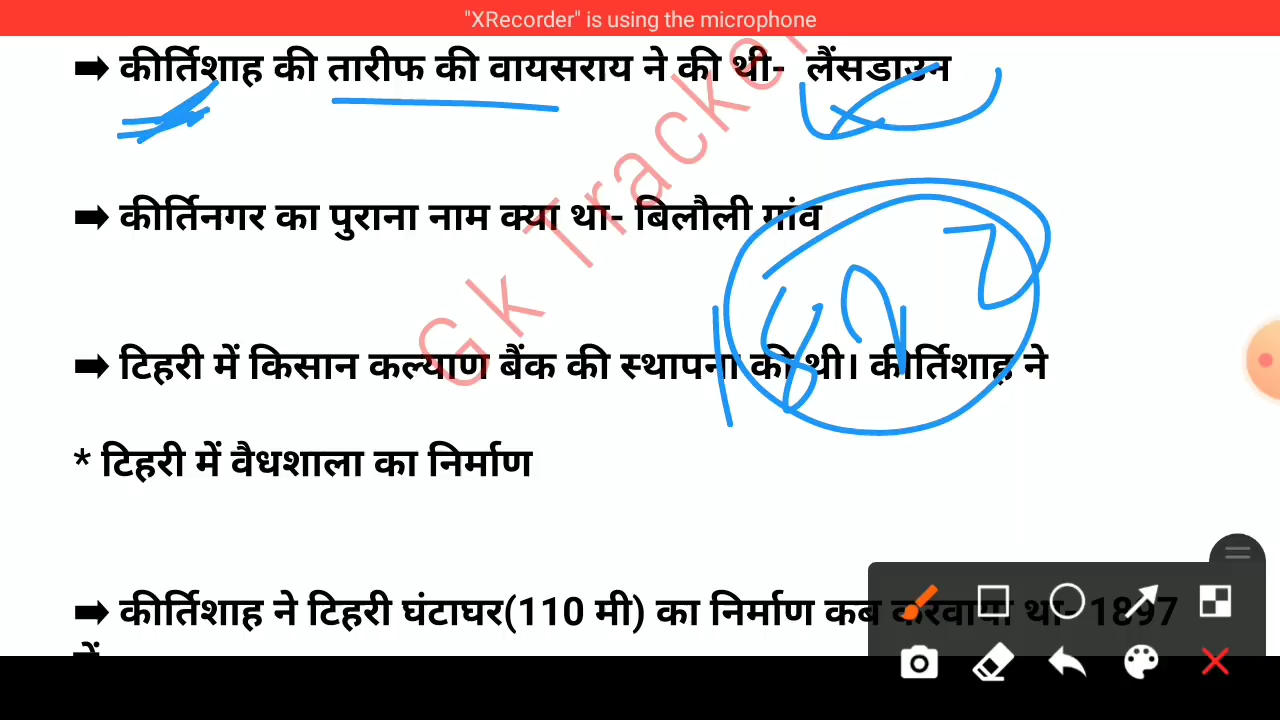 "XRecorder" is using the microphone
➡ कीर्तिशाह की तारीफ की वायसराय ने की थी- लैंसडाउन
➡ कीर्तिनगर का पुराना नाम क्या था- बिलौली गांव
➡ टिहरी में किसान कल्याण बैंक की स्थापना की थी। कीर्तिशाह ने
* टिहरी में वैधशाला का निर्माण
➡ कीर्तिशाह ने टिहरी घंटाघर(110 मी) का निर्माण कब करवाया था- 1897
में
Gk Tracker
1897